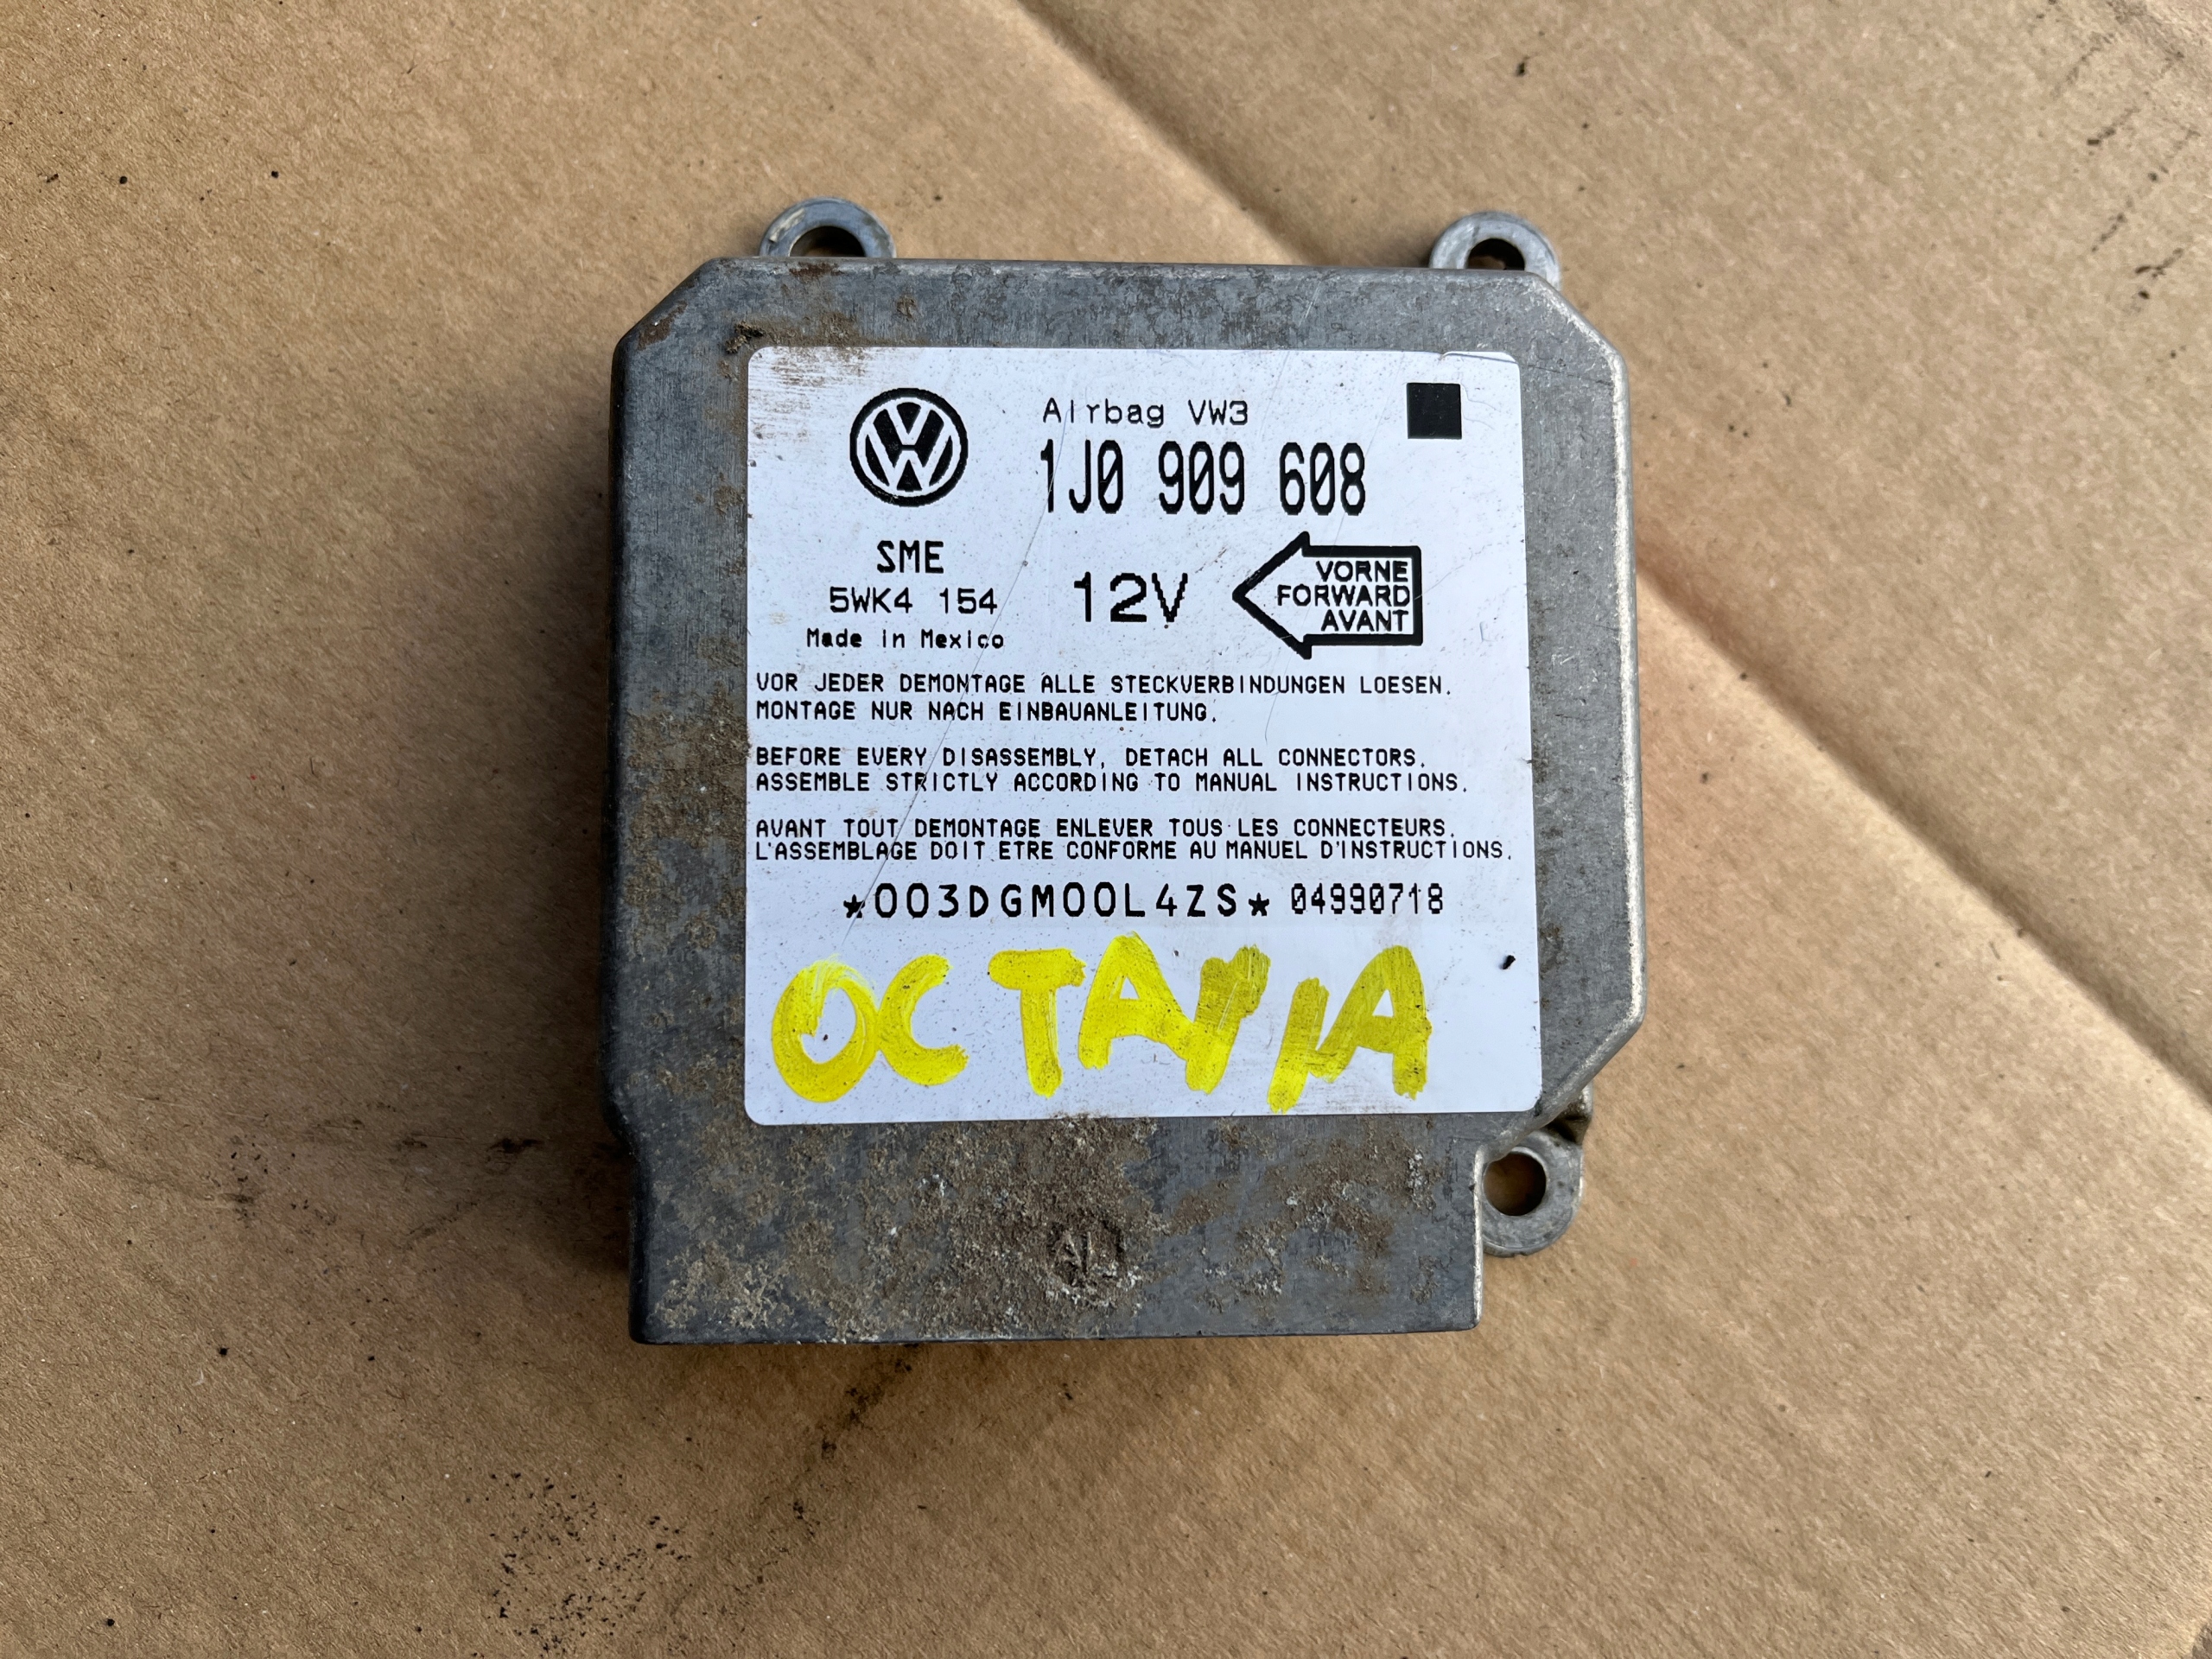 Airbag VW3
1J0 909 608
SME
5WK4 154
Made in Mexico
12V
VORNE
FORWARD
AVANT
VOR JEDER DEMONTAGE ALLE STECKVERBINDUNGEN LOESEN.
MONTAGE NUR NACH EINBAUANLEITUNG.
BEFORE EVERY DISASSEMBLY, DETACH ALL CONNECTORS.
ASSEMBLE STRICTLY ACCORDING TO MANUAL INSTRUCTIONS.
AVANT TOUT DEMONTAGE ENLEVER TOUS LES CONNECTEURS.
L'ASSEMBLAGE DOIT ETRE CONFORME AU MANUEL D'INSTRUCTIONS.
*003DGM00L4ZS* 04990718
OCTAVIA